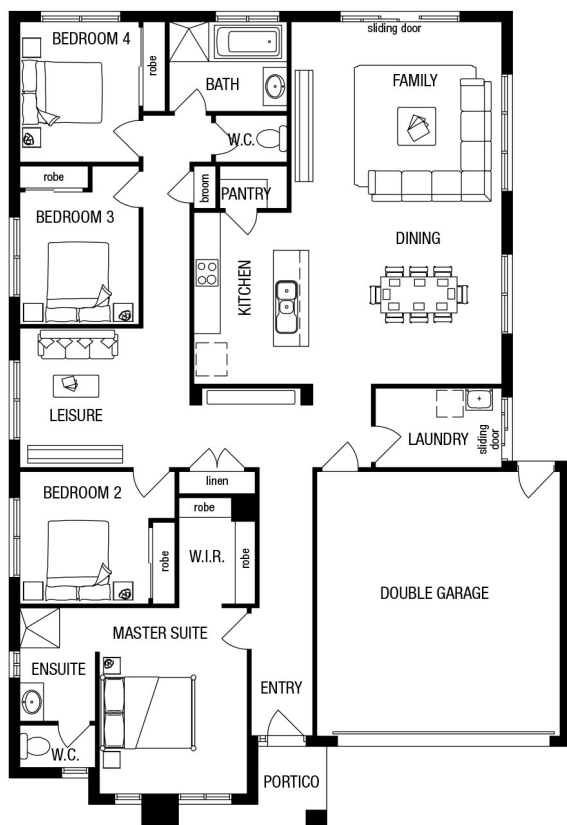 sliding door
BEDROOM 4
robe
BATH
FAMILY
W.C.
robe
broom
PANTRY
BEDROOM 3
DINING
KITCHEN
LEISURE
LAUNDRY
sliding
door
linen
BEDROOM 2
robe
W.I.R.
robe
robe
DOUBLE GARAGE
MASTER SUITE
ENSUITE
ENTRY
W.C.
PORTICO